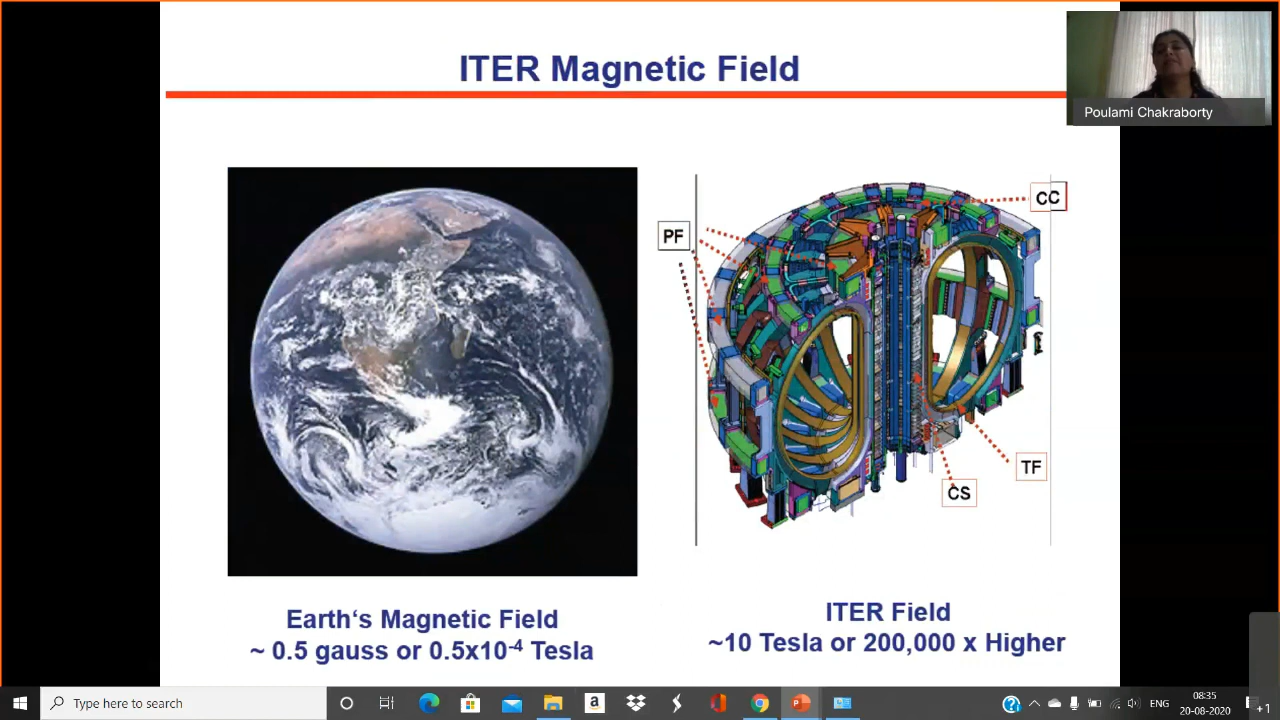 ITER Magnetic Field
Poulami Chakraborty
PF
CC
TF
CS
Earth‘s Magnetic Field
~ 0.5 gauss or 0.5x10-4 Tesla
ITER Field
~10 Tesla or 200,000 x Higher
Type here to search
a
ENG
08:35
20-08-2020
+1